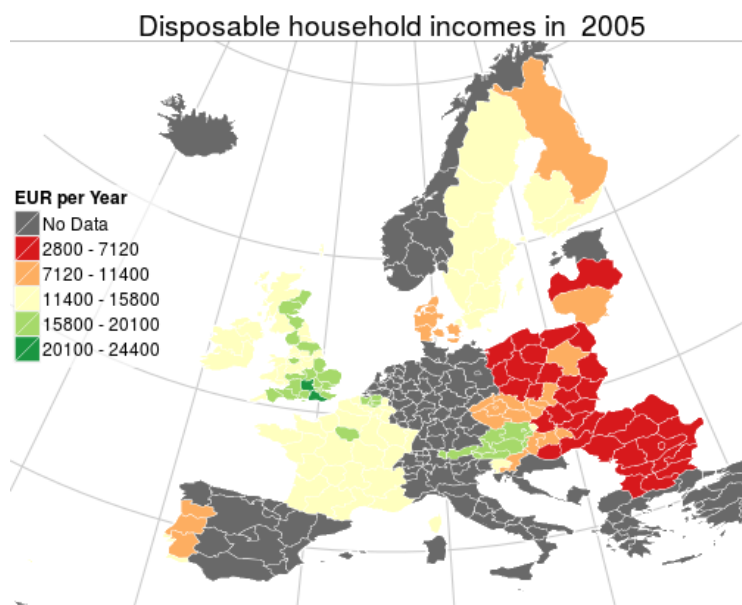 Disposable household incomes in  2005
EUR per Year
No Data
2800 - 7120
7120 - 11400
11400 - 15800
15800 - 20100
20100 - 24400